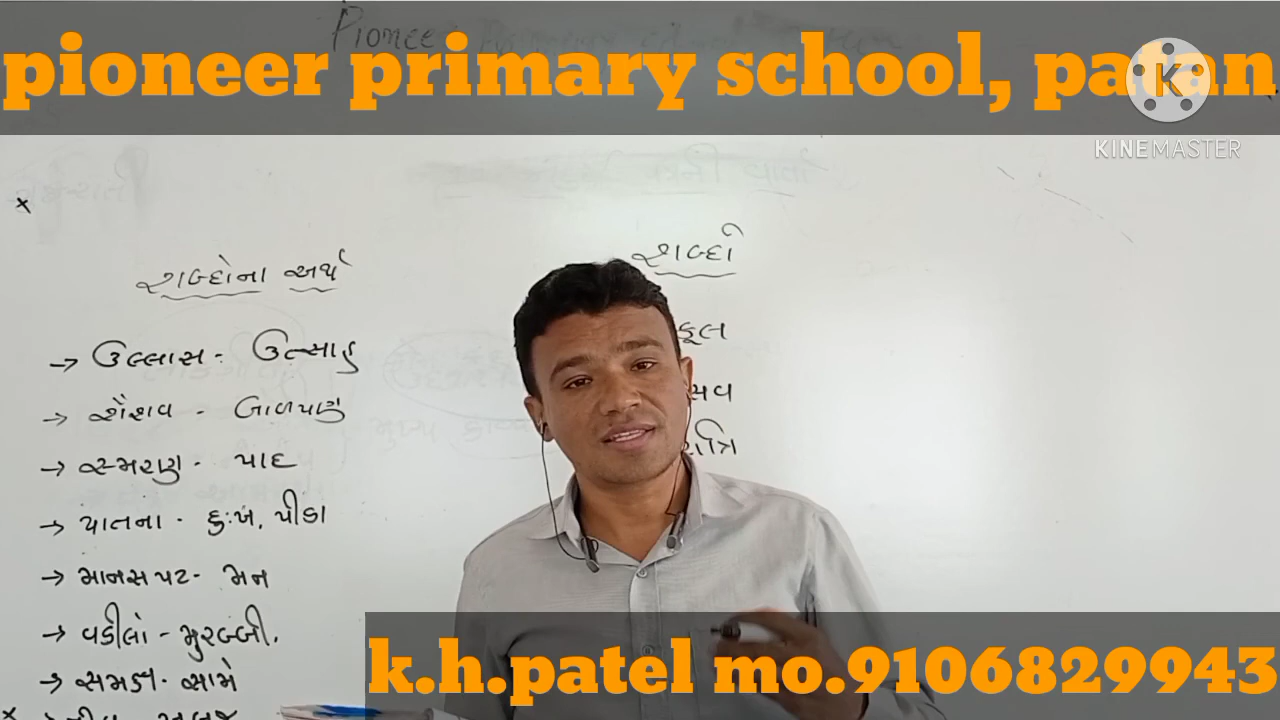 pioneer primary school, patan
K
KINEMASTER
શબ્દોના અર્થ
→ ઉલ્લાસ - ઉત્સાહ
→ શૈશવ - બાળપણ
→ સ્મરણ - યાદ
→ યાતના - દુઃખ, પીડા
→ માનસપટ - મન
→ વડીલો - મુરબ્બી.
→ સમક્ષ - સામે
શબ્દો
k.h.patel mo.9106829943